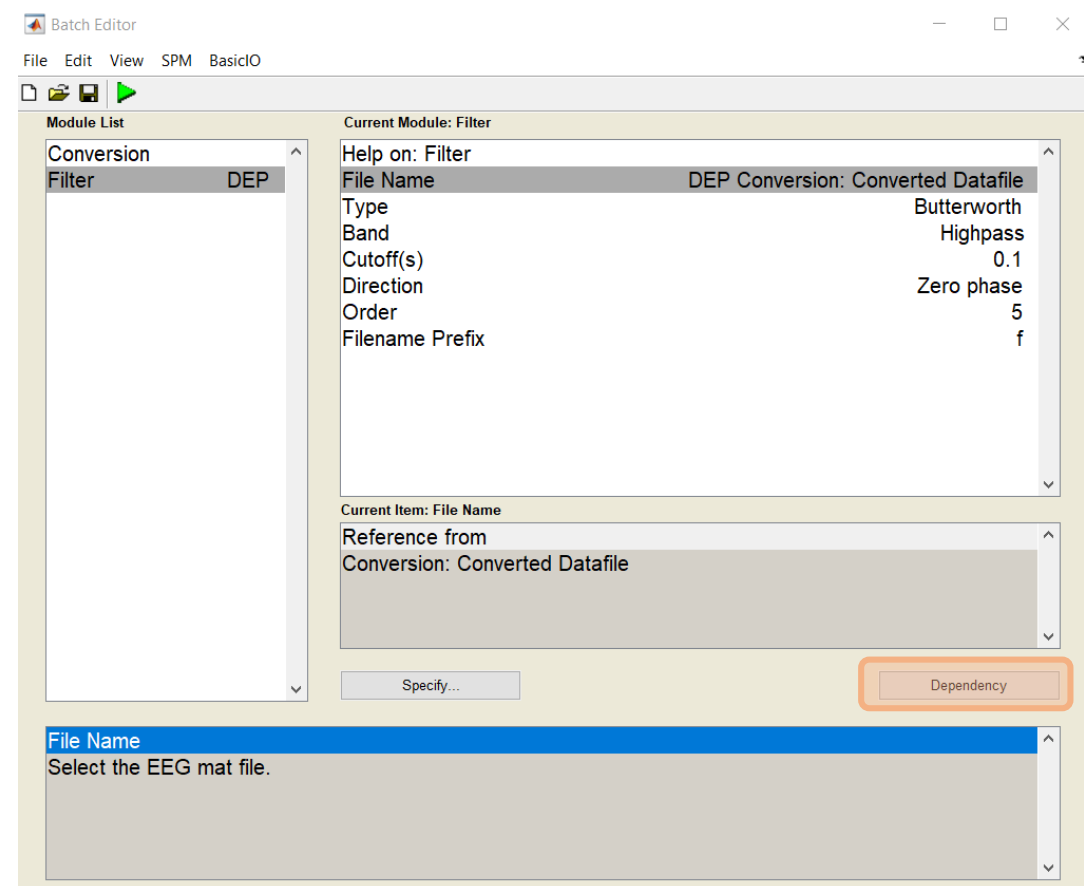 Batch Editor
File Edit View SPM BasicIO
Module List
Conversion
Filter DEP
Current Module: Filter
Help on: Filter
File Name DEP Conversion: Converted Datafile
Type Butterworth
Band Highpass
Cutoff(s) 0.1
Direction Zero phase
Order 5
Filename Prefix f
Current Item: File Name
Reference from
Conversion: Converted Datafile
Specify... Dependency
File Name
Select the EEG mat file.